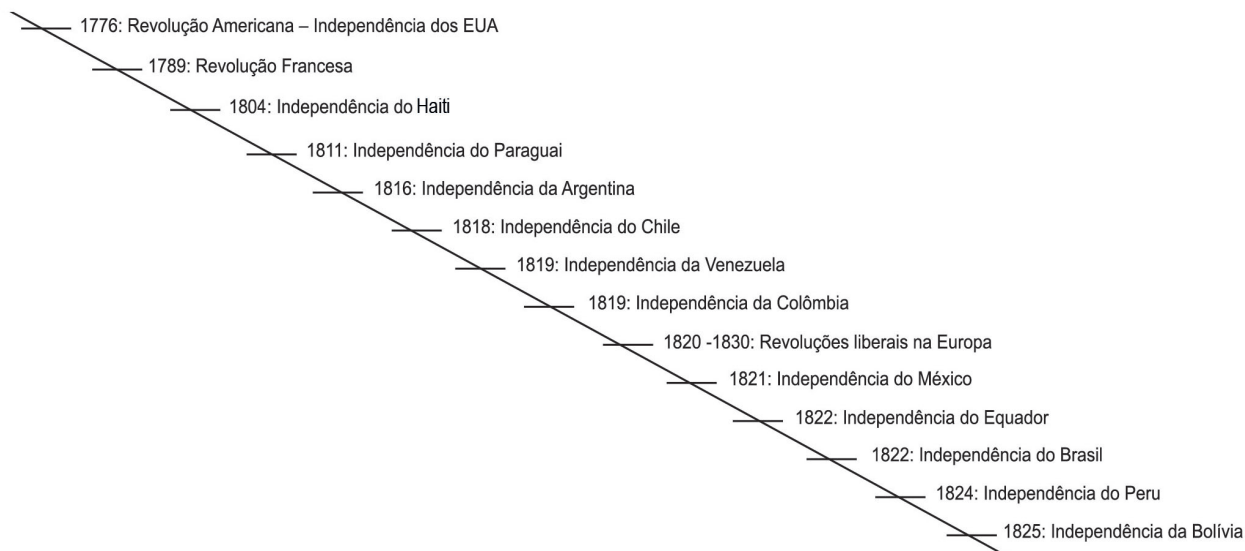 1776: Revolução Americana – Independência dos EUA
1789: Revolução Francesa
1804: Independência do Haiti
1811: Independência do Paraguai
1816: Independência da Argentina
1818: Independência do Chile
1819: Independência da Venezuela
1819: Independência da Colômbia
1820 -1830: Revoluções liberais na Europa
1821: Independência do México
1822: Independência do Equador
1822: Independência do Brasil
1824: Independência do Peru
1825: Independência da Bolívia